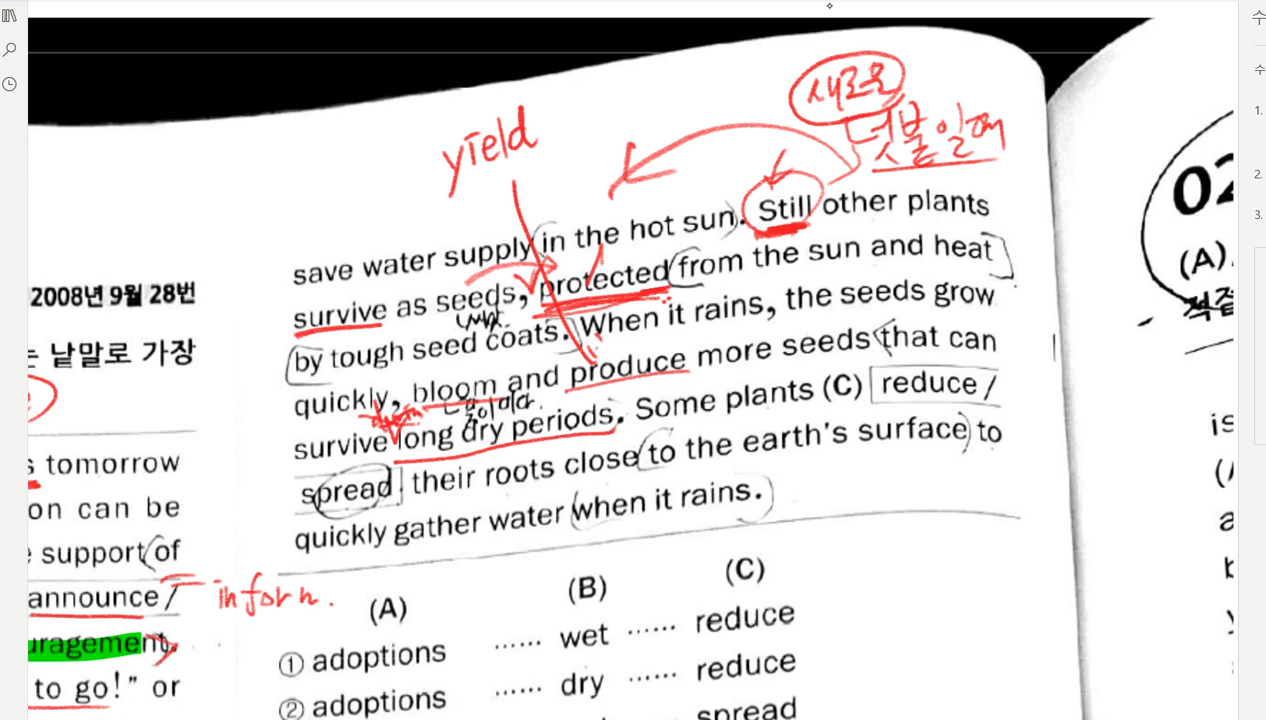 새로운
덧붙일 때
yield
save water supply in the hot sun. Still other plants
survive as seeds, protected from the sun and heat
by tough seed coats. When it rains, the seeds grow
quickly, bloom and produce more seeds that can
survive long dry periods. Some plants (C) reduce /
spread their roots close to the earth's surface to
quickly gather water when it rains.
(A) (B) (C)
① adoptions ...... wet ...... reduce
② adoptions ...... dry ...... reduce
spread
2008년 9월 28번
는 낱말로 가장
s tomorrow
on can be
e support of
announce / inform.
uragement.
to go!" or
02
(A)
적절
is
(A
a
수
수
1.
2.
3.